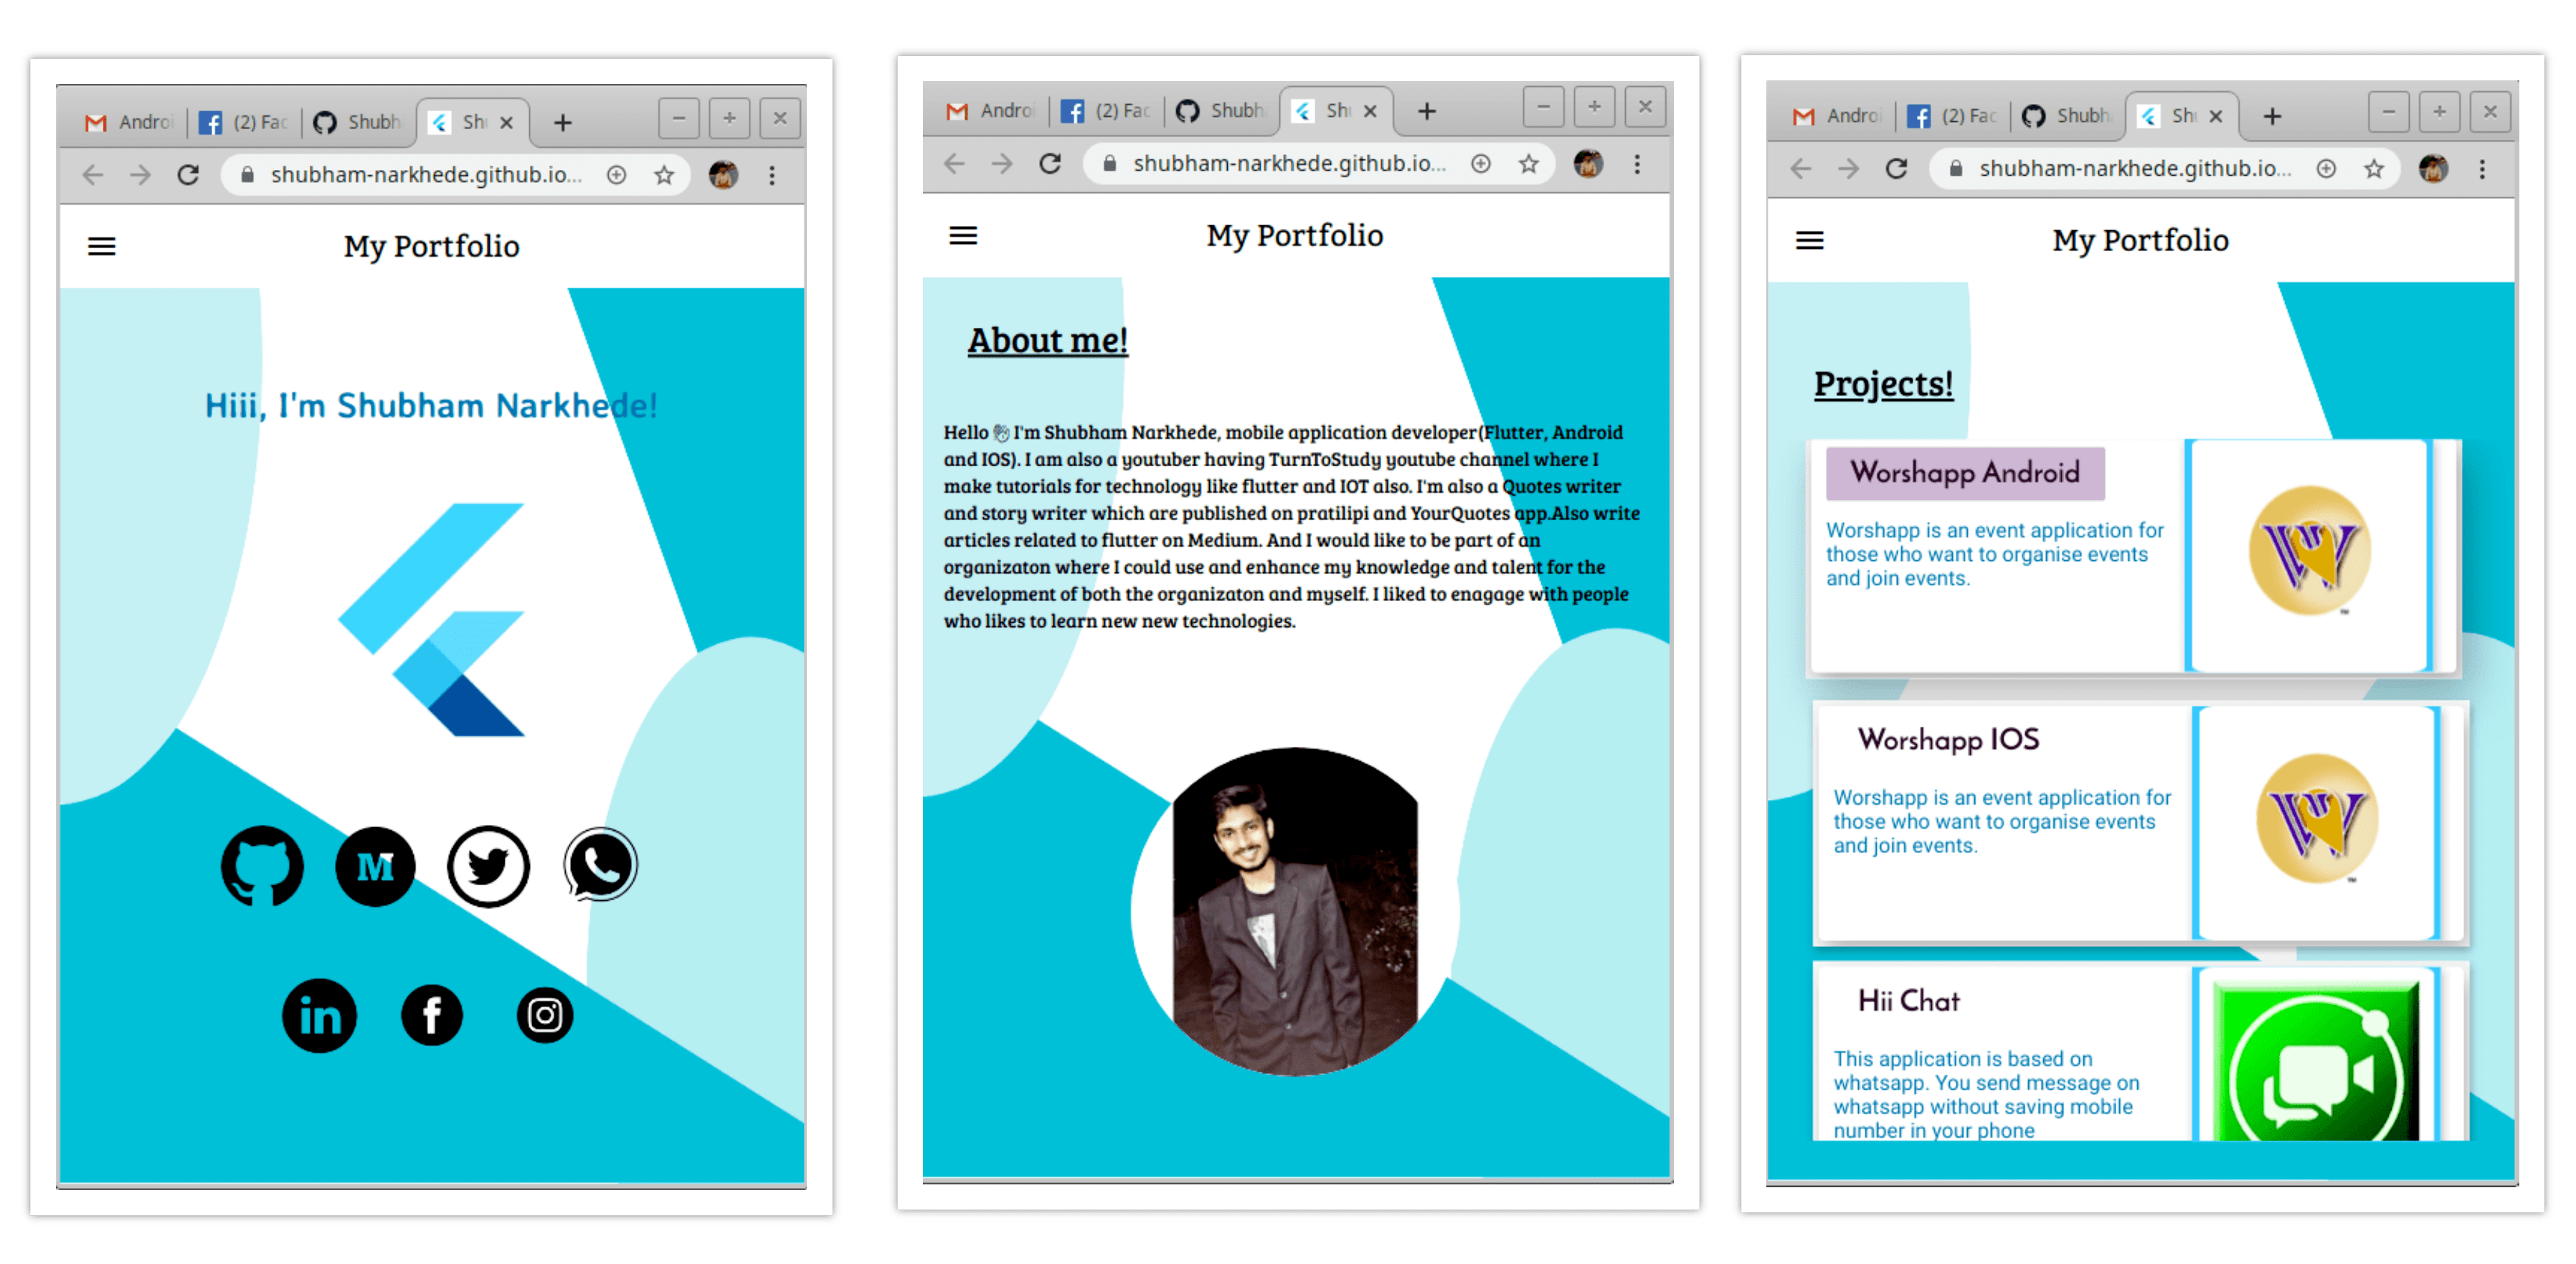 Androi
(2) Fac
Shubh
Sh
shubham-narkhede.github.io...
My Portfolio
Hiii, I'm Shubham Narkhede!
M
in
f
Androi
(2) Fac
Shubh
Sh
shubham-narkhede.github.io...
My Portfolio
About me!
Hello 👋 I'm Shubham Narkhede, mobile application developer(Flutter, Android
and IOS). I am also a youtuber having TurnToStudy youtube channel where I
make tutorials for technology like flutter and IOT also. I'm also a Quotes writer
and story writer which are published on pratilipi and YourQuotes app.Also write
articles related to flutter on Medium. And I would like to be part of an
organizaton where I could use and enhance my knowledge and talent for the
development of both the organizaton and myself. I liked to enagage with people
who likes to learn new new technologies.
Androi
(2) Fac
Shubh
Sh
shubham-narkhede.github.io...
My Portfolio
Projects!
Worshapp Android
Worshapp is an event application for
those who want to organise events
and join events.
W
™
Worshapp IOS
Worshapp is an event application for
those who want to organise events
and join events.
W
™
Hii Chat
This application is based on
whatsapp. You send message on
whatsapp without saving mobile
number in your phone